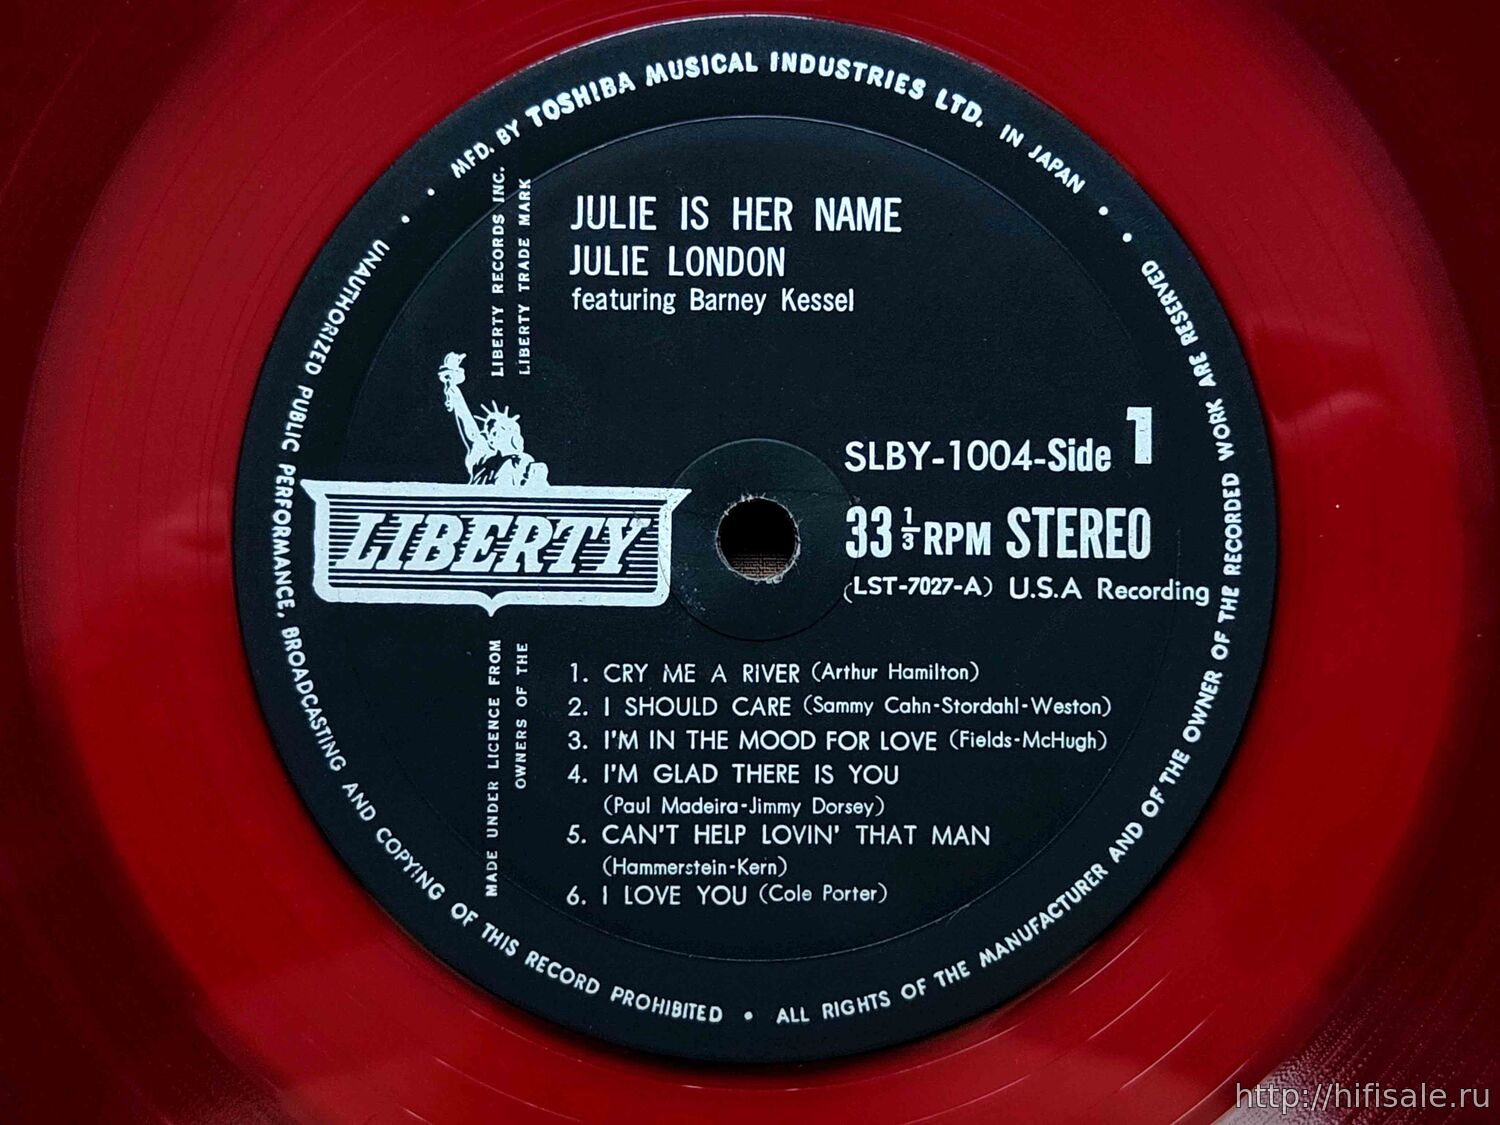 MFD. BY TOSHIBA MUSICAL INDUSTRIES LTD. IN JAPAN
LIBERTY RECORDS INC.
LIBERTY TRADE MARK
JULIE IS HER NAME
JULIE LONDON
featuring Barney Kessel
SLBY-1004-Side 1
33 1/3 RPM STEREO
(LST-7027-A) U.S.A Recording
LIBERTY
MADE UNDER LICENCE FROM
OWNERS OF THE
1. CRY ME A RIVER (Arthur Hamilton)
2. I SHOULD CARE (Sammy Cahn-Stordahl-Weston)
3. I'M IN THE MOOD FOR LOVE (Fields-McHugh)
4. I'M GLAD THERE IS YOU
(Paul Madeira-Jimmy Dorsey)
5. CAN'T HELP LOVIN' THAT MAN
(Hammerstein-Kern)
6. I LOVE YOU (Cole Porter)
UNAUTHORIZED PUBLIC PERFORMANCE, BROADCASTING AND COPYING OF THIS RECORD PROHIBITED • ALL RIGHTS OF THE MANUFACTURER AND OF THE OWNER OF THE RECORDED WORK ARE RESERVED
http://hifisale.ru